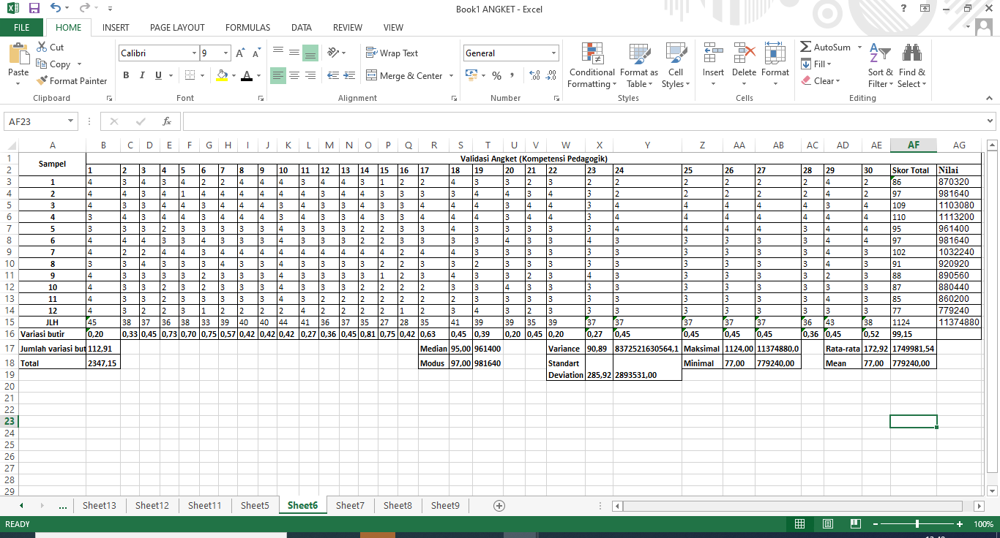 Book1 ANGKET - Excel
FILE HOME INSERT PAGE LAYOUT FORMULAS DATA REVIEW VIEW
Paste Cut Copy Format Painter
Calibri 9
B I U
Wrap Text
Merge & Center
General
Conditional Formatting Format as Table Cell Styles
Insert Delete Format
AutoSum Fill Clear
Sort & Filter Find & Select
Clipboard Font Alignment Number Styles Cells Editing
AF23 fx
A B C D E F G H I J K L M N O P Q R S T U V W X Y Z AA AB AC AD AE AF AG
1 Sampel Validasi Angket (Kompetensi Pedagogik)
2 1 2 3 4 5 6 7 8 9 10 11 12 13 14 15 16 17 18 19 20 21 22 23 24 25 26 27 28 29 30 Skor Total Nilai
3 1 4 3 4 3 4 2 2 4 4 4 3 4 4 3 1 2 2 4 3 3 2 3 2 2 2 2 2 2 4 2 86 870320
4 2 4 4 3 4 1 4 4 4 4 4 4 3 4 4 3 3 3 3 4 4 3 4 3 2 2 2 2 2 4 2 97 981640
5 3 4 3 3 4 4 3 4 4 4 3 4 3 3 4 3 4 4 4 4 3 4 4 3 4 4 4 4 4 3 4 109 1103080
6 4 3 4 3 4 4 3 4 4 4 4 4 3 3 4 3 3 4 4 4 3 4 4 3 4 4 4 4 4 4 4 110 1113200
7 5 3 3 3 2 3 3 3 3 3 4 3 3 3 2 2 3 3 4 3 3 3 3 3 4 4 4 4 3 4 4 95 961400
8 6 4 4 4 3 3 4 3 3 3 4 3 3 3 2 2 3 3 3 3 4 3 4 3 3 3 3 3 3 4 4 97 981640
9 7 4 2 2 4 4 3 4 4 4 4 4 4 4 4 4 2 4 4 3 3 3 3 3 3 3 3 3 3 4 3 102 1032240
10 8 3 3 4 3 3 3 4 3 3 4 3 3 3 3 2 2 3 3 2 3 3 3 3 3 3 3 3 3 4 3 91 920920
11 9 4 3 3 3 3 2 3 3 3 4 3 3 3 3 1 2 3 4 3 3 2 3 4 3 3 3 3 3 2 3 88 890560
12 10 4 3 3 2 3 2 3 3 3 4 3 3 3 2 2 2 3 3 3 4 3 3 3 3 3 3 3 3 3 3 87 880440
13 11 4 3 3 2 3 3 3 3 3 4 3 2 2 2 2 2 2 2 3 3 3 3 3 3 3 3 3 3 4 3 85 860200
14 12 4 3 2 2 3 1 2 2 2 2 4 2 2 2 2 1 2 3 4 3 2 3 3 3 3 3 3 3 3 3 77 779240
15 JLH 45 38 37 36 38 33 39 40 40 44 41 36 37 35 27 28 35 41 39 39 35 39 37 37 37 37 37 36 43 38 1124 11374880
16 Variasi butir 0,20 0,33 0,45 0,73 0,70 0,75 0,57 0,42 0,42 0,42 0,27 0,36 0,45 0,81 0,75 0,42 0,63 0,45 0,39 0,20 0,45 0,20 0,27 0,45 0,45 0,45 0,45 0,36 0,45 0,52 99,15
17 Jumlah variasi but 112,91 Median 95,00 961400 Variance 90,89 8372521630564,1 Maksimal 1124,00 11374880,0 Rata-rata 172,92 1749981,54
18 Total 2347,15 Modus 97,00 981640 Standart Minimal 77,00 779240,00 Mean 77,00 779240,00
19 Deviation 285,92 2893531,00
20
21
22
23
24
25
26
27
28
29
... Sheet13 Sheet12 Sheet11 Sheet5 Sheet6 Sheet7 Sheet8 Sheet9
READY 100%